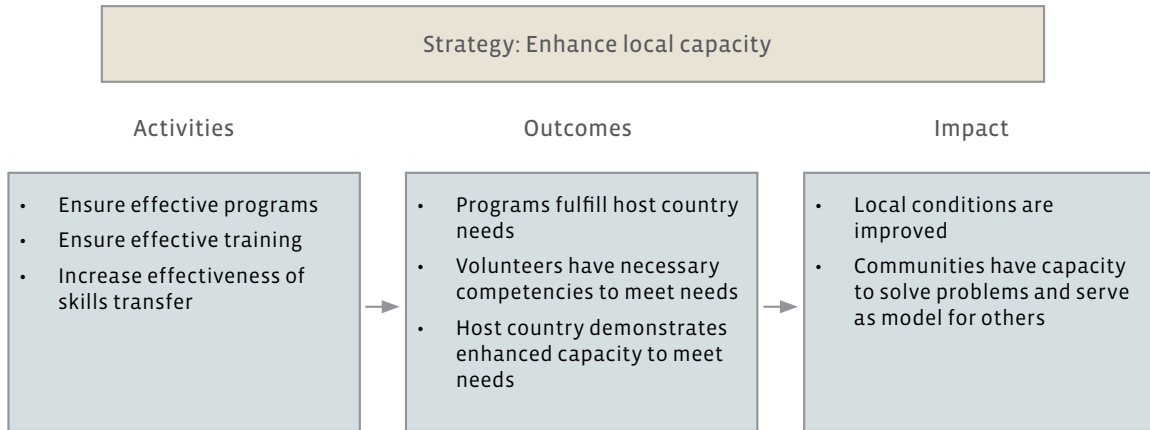 Strategy: Enhance local capacity
Activities
Outcomes
Impact
• Ensure effective programs
• Ensure effective training
• Increase effectiveness of
skills transfer
• Programs fulfill host country
needs
• Volunteers have necessary
competencies to meet needs
• Host country demonstrates
enhanced capacity to meet
needs
• Local conditions are
improved
• Communities have capacity
to solve problems and serve
as model for others